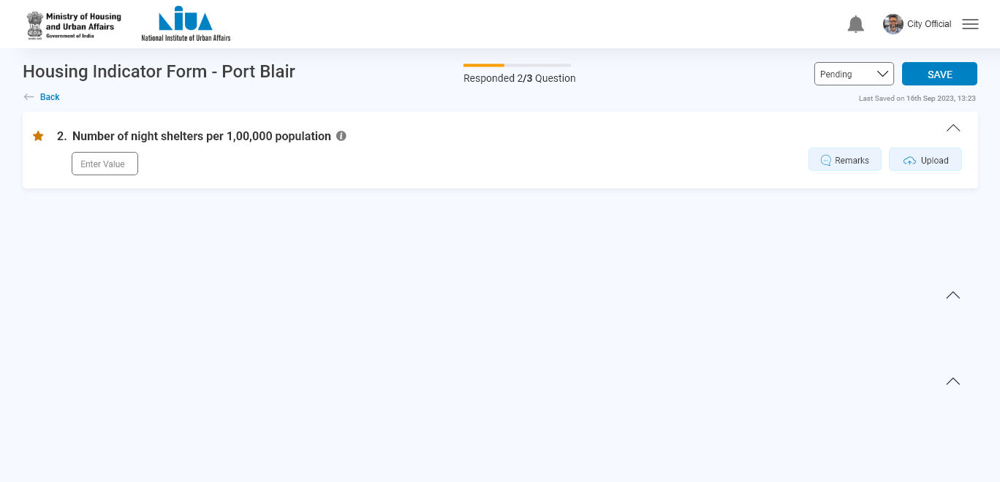 Ministry of Housing
and Urban Affairs
Government of India
NIUA
National Institute of Urban Affairs
City Official
Housing Indicator Form - Port Blair
Responded 2/3 Question
Pending
SAVE
Back
Last Saved on 16th Sep 2023, 13:23
2. Number of night shelters per 1,00,000 population
Enter Value
Remarks
Upload